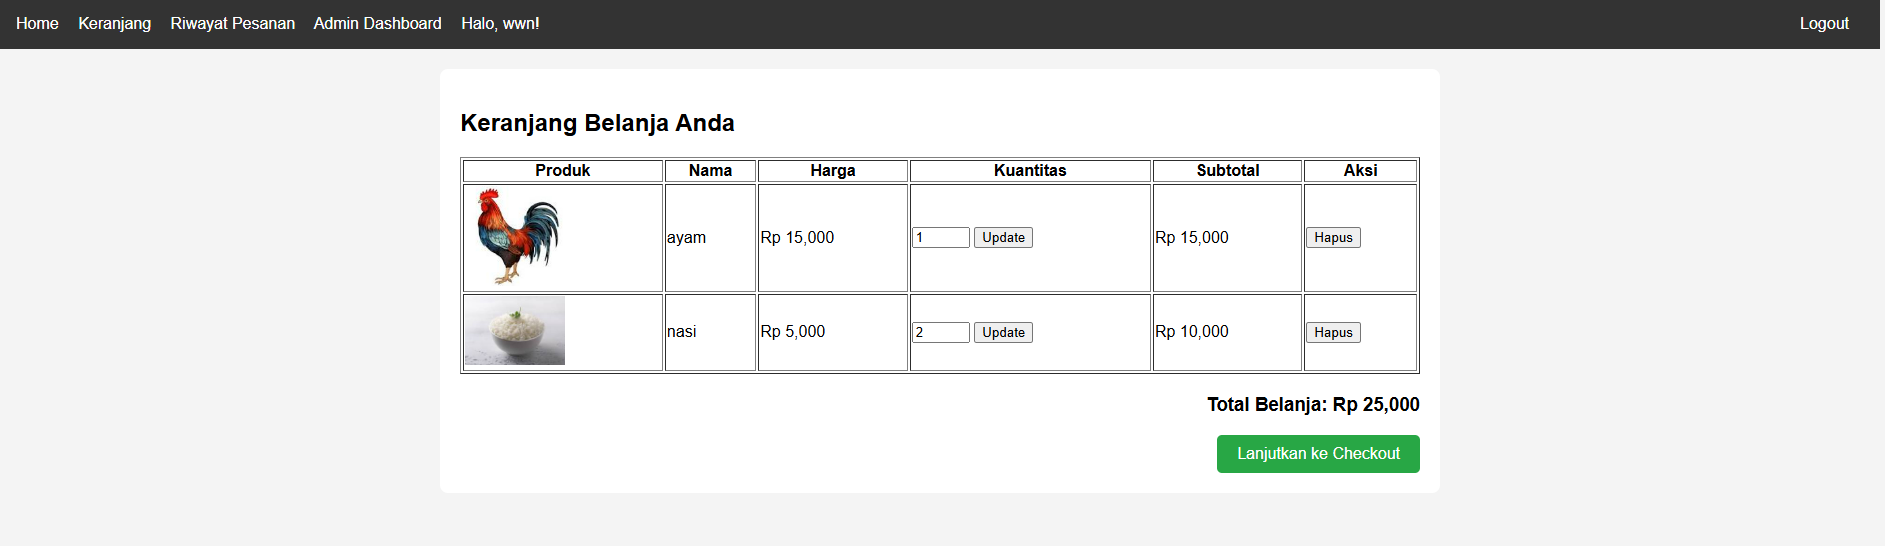 Home Keranjang Riwayat Pesanan Admin Dashboard Halo, wwn! Logout
Keranjang Belanja Anda
Produk Nama Harga Kuantitas Subtotal Aksi
ayam Rp 15,000 1 Update Rp 15,000 Hapus
nasi Rp 5,000 2 Update Rp 10,000 Hapus
Total Belanja: Rp 25,000
Lanjutkan ke Checkout